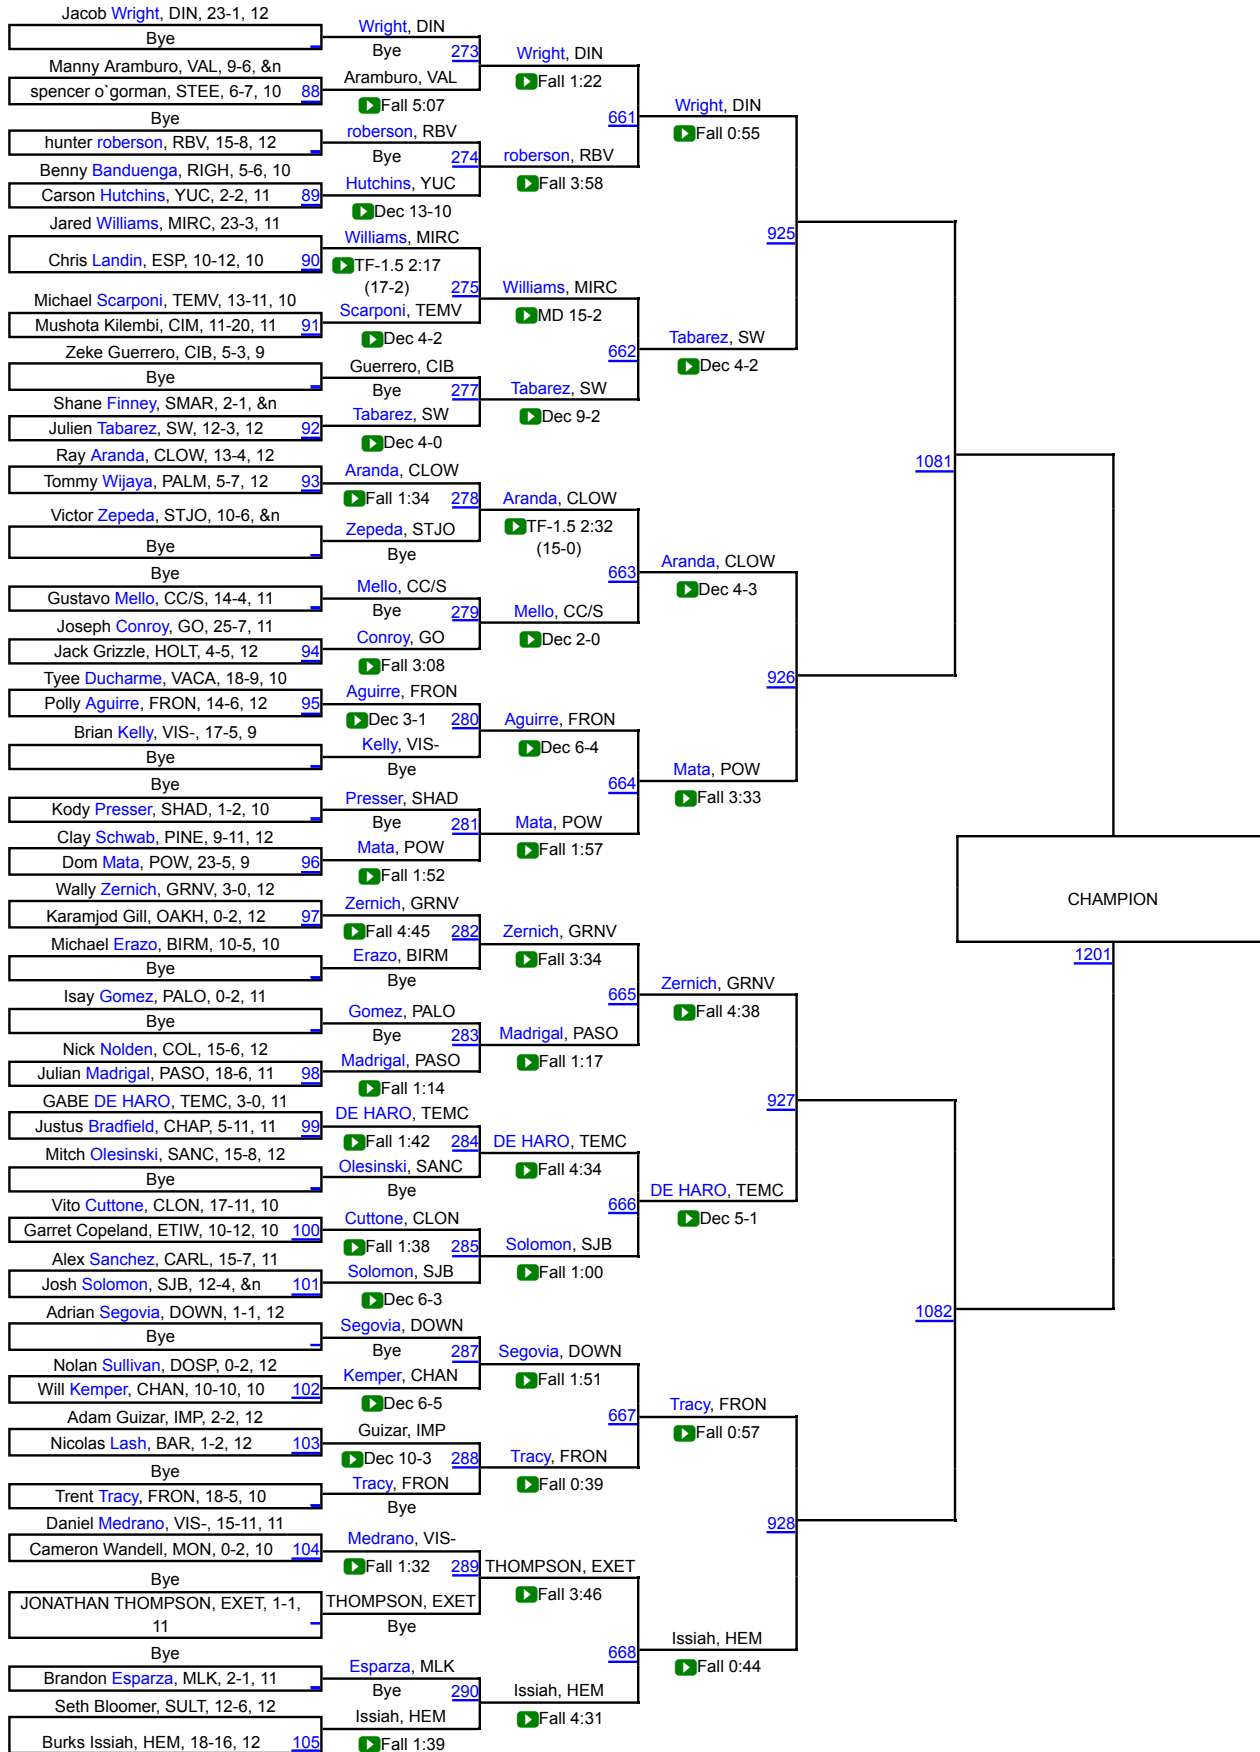 Jacob Wright, DIN, 23-1, 12
Bye
Manny Aramburo, VAL, 9-6, &n
spencer o`gorman, STEE, 6-7, 10 88
Bye
hunter roberson, RBV, 15-8, 12
Benny Banduenga, RIGH, 5-6, 10
Carson Hutchins, YUC, 2-2, 11 89
Jared Williams, MIRC, 23-3, 11
Chris Landin, ESP, 10-12, 10 90
Michael Scarponi, TEMV, 13-11, 10
Mushota Kilembi, CIM, 11-20, 11 91
Zeke Guerrero, CIB, 5-3, 9
Bye
Shane Finney, SMAR, 2-1, &n
Julien Tabarez, SW, 12-3, 12 92
Ray Aranda, CLOW, 13-4, 12
Tommy Wijaya, PALM, 5-7, 12 93
Victor Zepeda, STJO, 10-6, &n
Bye
Bye
Gustavo Mello, CC/S, 14-4, 11
Joseph Conroy, GO, 25-7, 11
Jack Grizzle, HOLT, 4-5, 12 94
Tyee Ducharme, VACA, 18-9, 10
Polly Aguirre, FRON, 14-6, 12 95
Brian Kelly, VIS-, 17-5, 9
Bye
Bye
Kody Presser, SHAD, 1-2, 10
Clay Schwab, PINE, 9-11, 12
Dom Mata, POW, 23-5, 9 96
Wally Zernich, GRNV, 3-0, 12
Karamjod Gill, OAKH, 0-2, 12 97
Michael Erazo, BIRM, 10-5, 10
Bye
Isay Gomez, PALO, 0-2, 11
Bye
Nick Nolden, COL, 15-6, 12
Julian Madrigal, PASO, 18-6, 11 98
GABE DE HARO, TEMC, 3-0, 11
Justus Bradfield, CHAP, 5-11, 11 99
Mitch Olesinski, SANC, 15-8, 12
Bye
Vito Cuttone, CLON, 17-11, 10
Garret Copeland, ETIW, 10-12, 10 100
Alex Sanchez, CARL, 15-7, 11
Josh Solomon, SJB, 12-4, &n 101
Adrian Segovia, DOWN, 1-1, 12
Bye
Nolan Sullivan, DOSP, 0-2, 12
Will Kemper, CHAN, 10-10, 10 102
Adam Guizar, IMP, 2-2, 12
Nicolas Lash, BAR, 1-2, 12 103
Bye
Trent Tracy, FRON, 18-5, 10
Daniel Medrano, VIS-, 15-11, 11
Cameron Wandell, MON, 0-2, 10 104
Bye
JONATHAN THOMPSON, EXET, 1-1,
11
Bye
Brandon Esparza, MLK, 2-1, 11
Seth Bloomer, SULT, 12-6, 12
Burks Issiah, HEM, 18-16, 12 105
Wright, DIN
Bye 273
Aramburo, VAL
Fall 5:07
roberson, RBV
Bye 274
Hutchins, YUC
Dec 13-10
Williams, MIRC
TF-1.5 2:17
(17-2) 275
Scarponi, TEMV
Dec 4-2
Guerrero, CIB
Bye 277
Tabarez, SW
Dec 4-0
Aranda, CLOW
Fall 1:34 278
Zepeda, STJO
Bye
Mello, CC/S
Bye 279
Conroy, GO
Fall 3:08
Aguirre, FRON
Dec 3-1 280
Kelly, VIS-
Bye
Presser, SHAD
Bye 281
Mata, POW
Fall 1:52
Zernich, GRNV
Fall 4:45 282
Erazo, BIRM
Bye
Gomez, PALO
Bye 283
Madrigal, PASO
Fall 1:14
DE HARO, TEMC
Fall 1:42 284
Olesinski, SANC
Bye
Cuttone, CLON
Fall 1:38 285
Solomon, SJB
Dec 6-3
Segovia, DOWN
Bye 287
Kemper, CHAN
Dec 6-5
Guizar, IMP
Dec 10-3 288
Tracy, FRON
Bye
Medrano, VIS-
Fall 1:32 289
THOMPSON, EXET
Bye
Esparza, MLK
Bye 290
Issiah, HEM
Fall 1:39
Wright, DIN
Fall 1:22
661
roberson, RBV
Fall 3:58
Williams, MIRC
MD 15-2
662
Tabarez, SW
Dec 9-2
Aranda, CLOW
TF-1.5 2:32
(15-0)
663
Mello, CC/S
Dec 2-0
Aguirre, FRON
Dec 6-4
664
Mata, POW
Fall 1:57
Zernich, GRNV
Fall 3:34
665
Madrigal, PASO
Fall 1:17
DE HARO, TEMC
Fall 4:34
666
Solomon, SJB
Fall 1:00
Segovia, DOWN
Fall 1:51
667
Tracy, FRON
Fall 0:39
THOMPSON, EXET
Fall 3:46
668
Issiah, HEM
Fall 4:31
Wright, DIN
Fall 0:55
925
Tabarez, SW
Dec 4-2
Aranda, CLOW
Dec 4-3
926
Mata, POW
Fall 3:33
Zernich, GRNV
Fall 4:38
927
DE HARO, TEMC
Dec 5-1
Tracy, FRON
Fall 0:57
928
Issiah, HEM
Fall 0:44
1081
1082
CHAMPION
1201